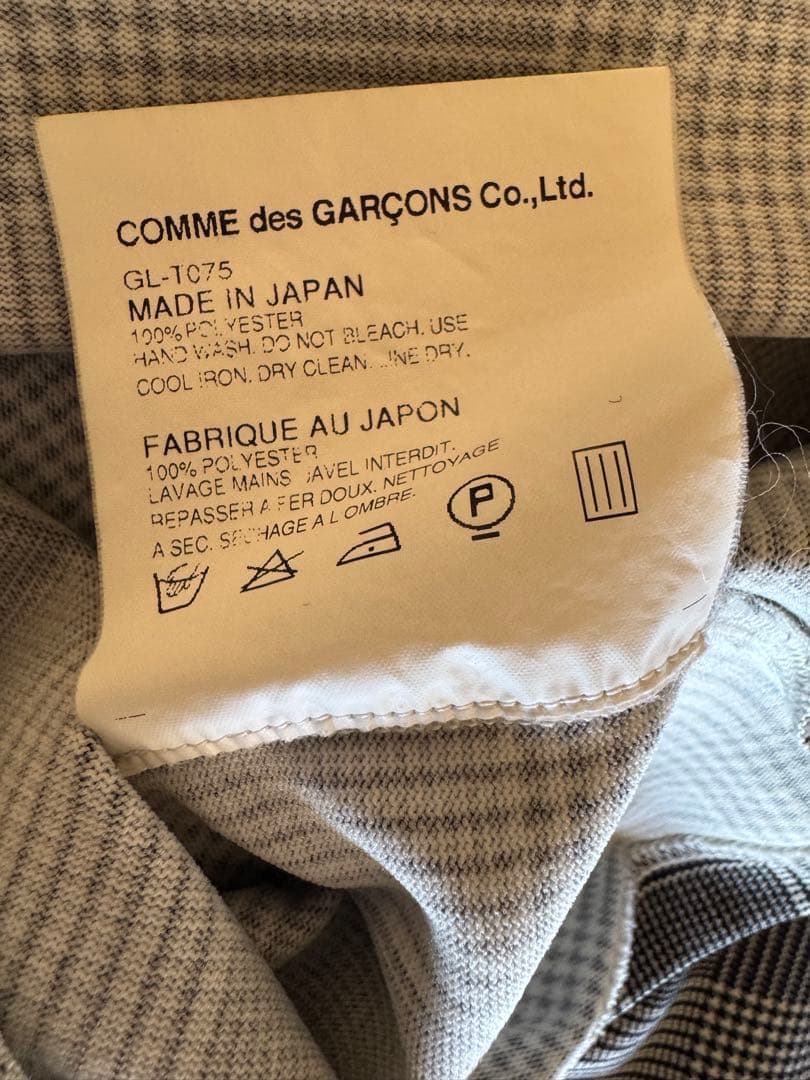 COMME des GARÇONS Co.,Ltd.
GL-T075
MADE IN JAPAN
100% POLYESTER
HAND WASH. DO NOT BLEACH. USE
COOL IRON. DRY CLEAN. LINE DRY.
FABRIQUE AU JAPON
100% POLYESTER
LAVAGE MAINS JAVEL INTERDIT.
REPASSER A FER DOUX. NETTOYAGE
A SEC. SECHAGE A L OMBRE.
P